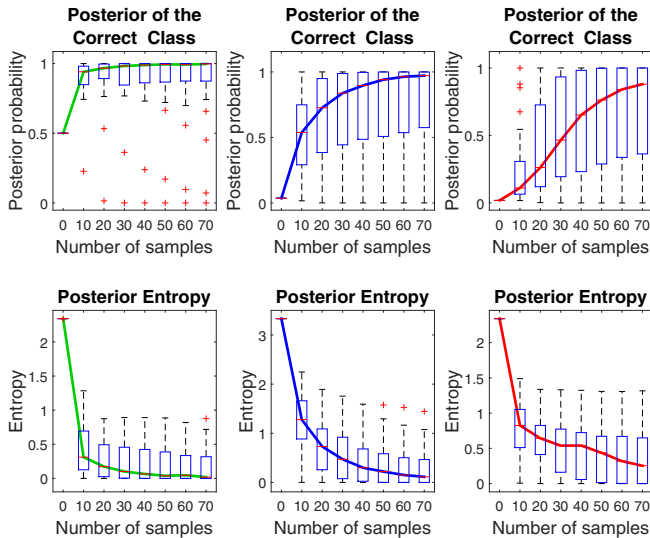 Posterior of the
Correct Class
Posterior probability
1
0.5
0
0 10 20 30 40 50 60 70
Number of samples
Posterior of the
Correct Class
Posterior probability
1
0.5
0
0 10 20 30 40 50 60 70
Number of samples
Posterior of the
Correct Class
Posterior probability
1
0.5
0
0 10 20 30 40 50 60 70
Number of samples
Posterior Entropy
Entropy
2
1.5
1
0.5
0
0 10 20 30 40 50 60 70
Number of samples
Posterior Entropy
Entropy
3
2
1
0
0 10 20 30 40 50 60 70
Number of samples
Posterior Entropy
Entropy
2
1.5
1
0.5
0
0 10 20 30 40 50 60 70
Number of samples